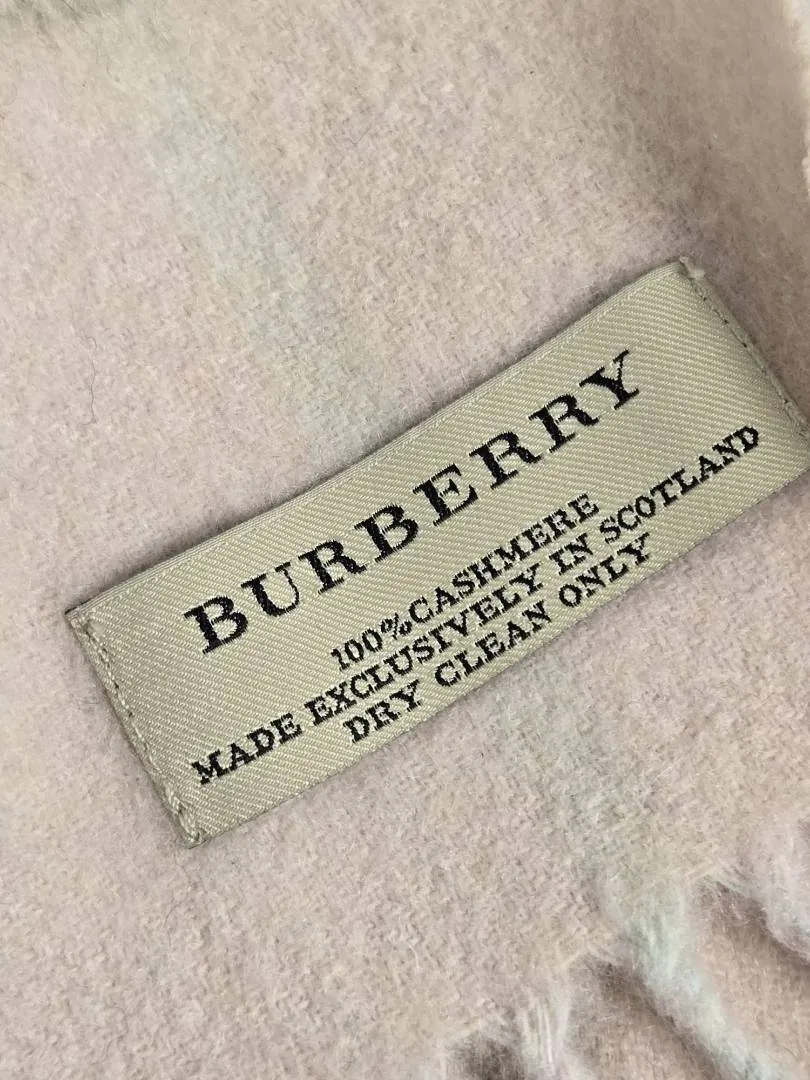 BURBERRY
100%CASHMERE
MADE EXCLUSIVELY IN SCOTLAND
DRY CLEAN ONLY